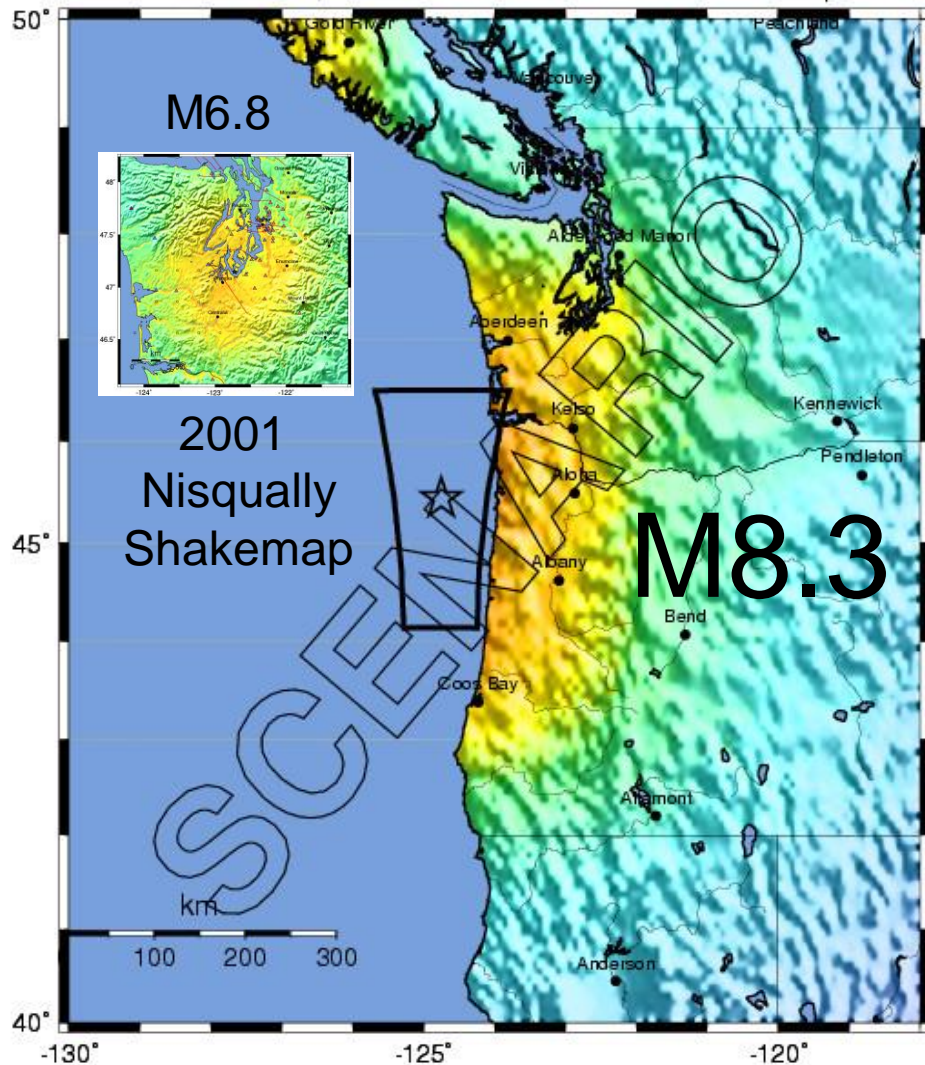 50°
Gold River
Peachland
Vancouver
M6.8
48°
47.5°
47°
46.5°
-124°
-123°
-122°
Alderwood Manor
Aberdeen
Kelso
Kennewick
Pendleton
2001
Nisqually
Shakemap
Aloha
45°
Albany
M8.3
Bend
Coos Bay
Altamont
SCENARIO
km
100 200 300
Anderson
40°
-130° -125° -120°